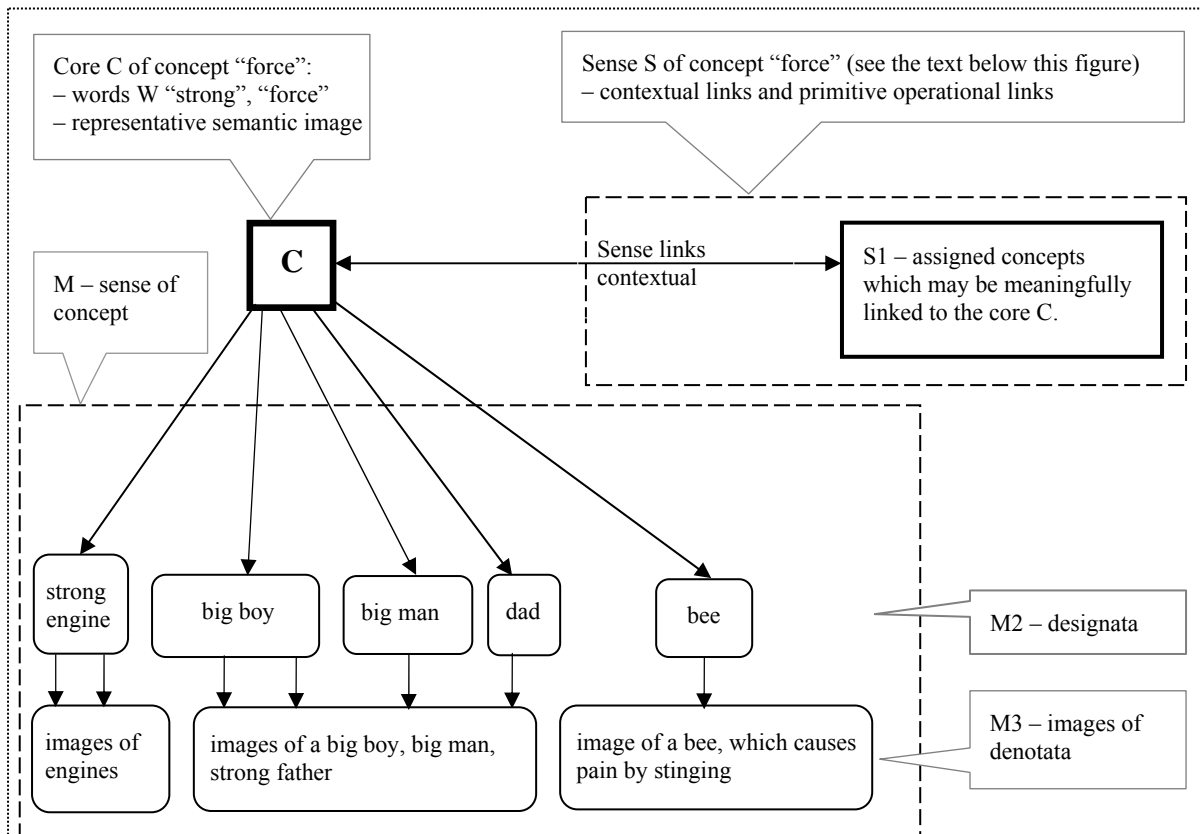 Core C of concept “force”:
– words W “strong”, “force”
– representative semantic image
Sense S of concept “force” (see the text below this figure)
– contextual links and primitive operational links
C
Sense links
contextual
S1 – assigned concepts
which may be meaningfully
linked to the core C.
M – sense of
concept
strong
engine
big boy
big man
dad
bee
M2 – designata
images of
engines
images of a big boy, big man,
strong father
image of a bee, which causes
pain by stinging
M3 – images of
denotata